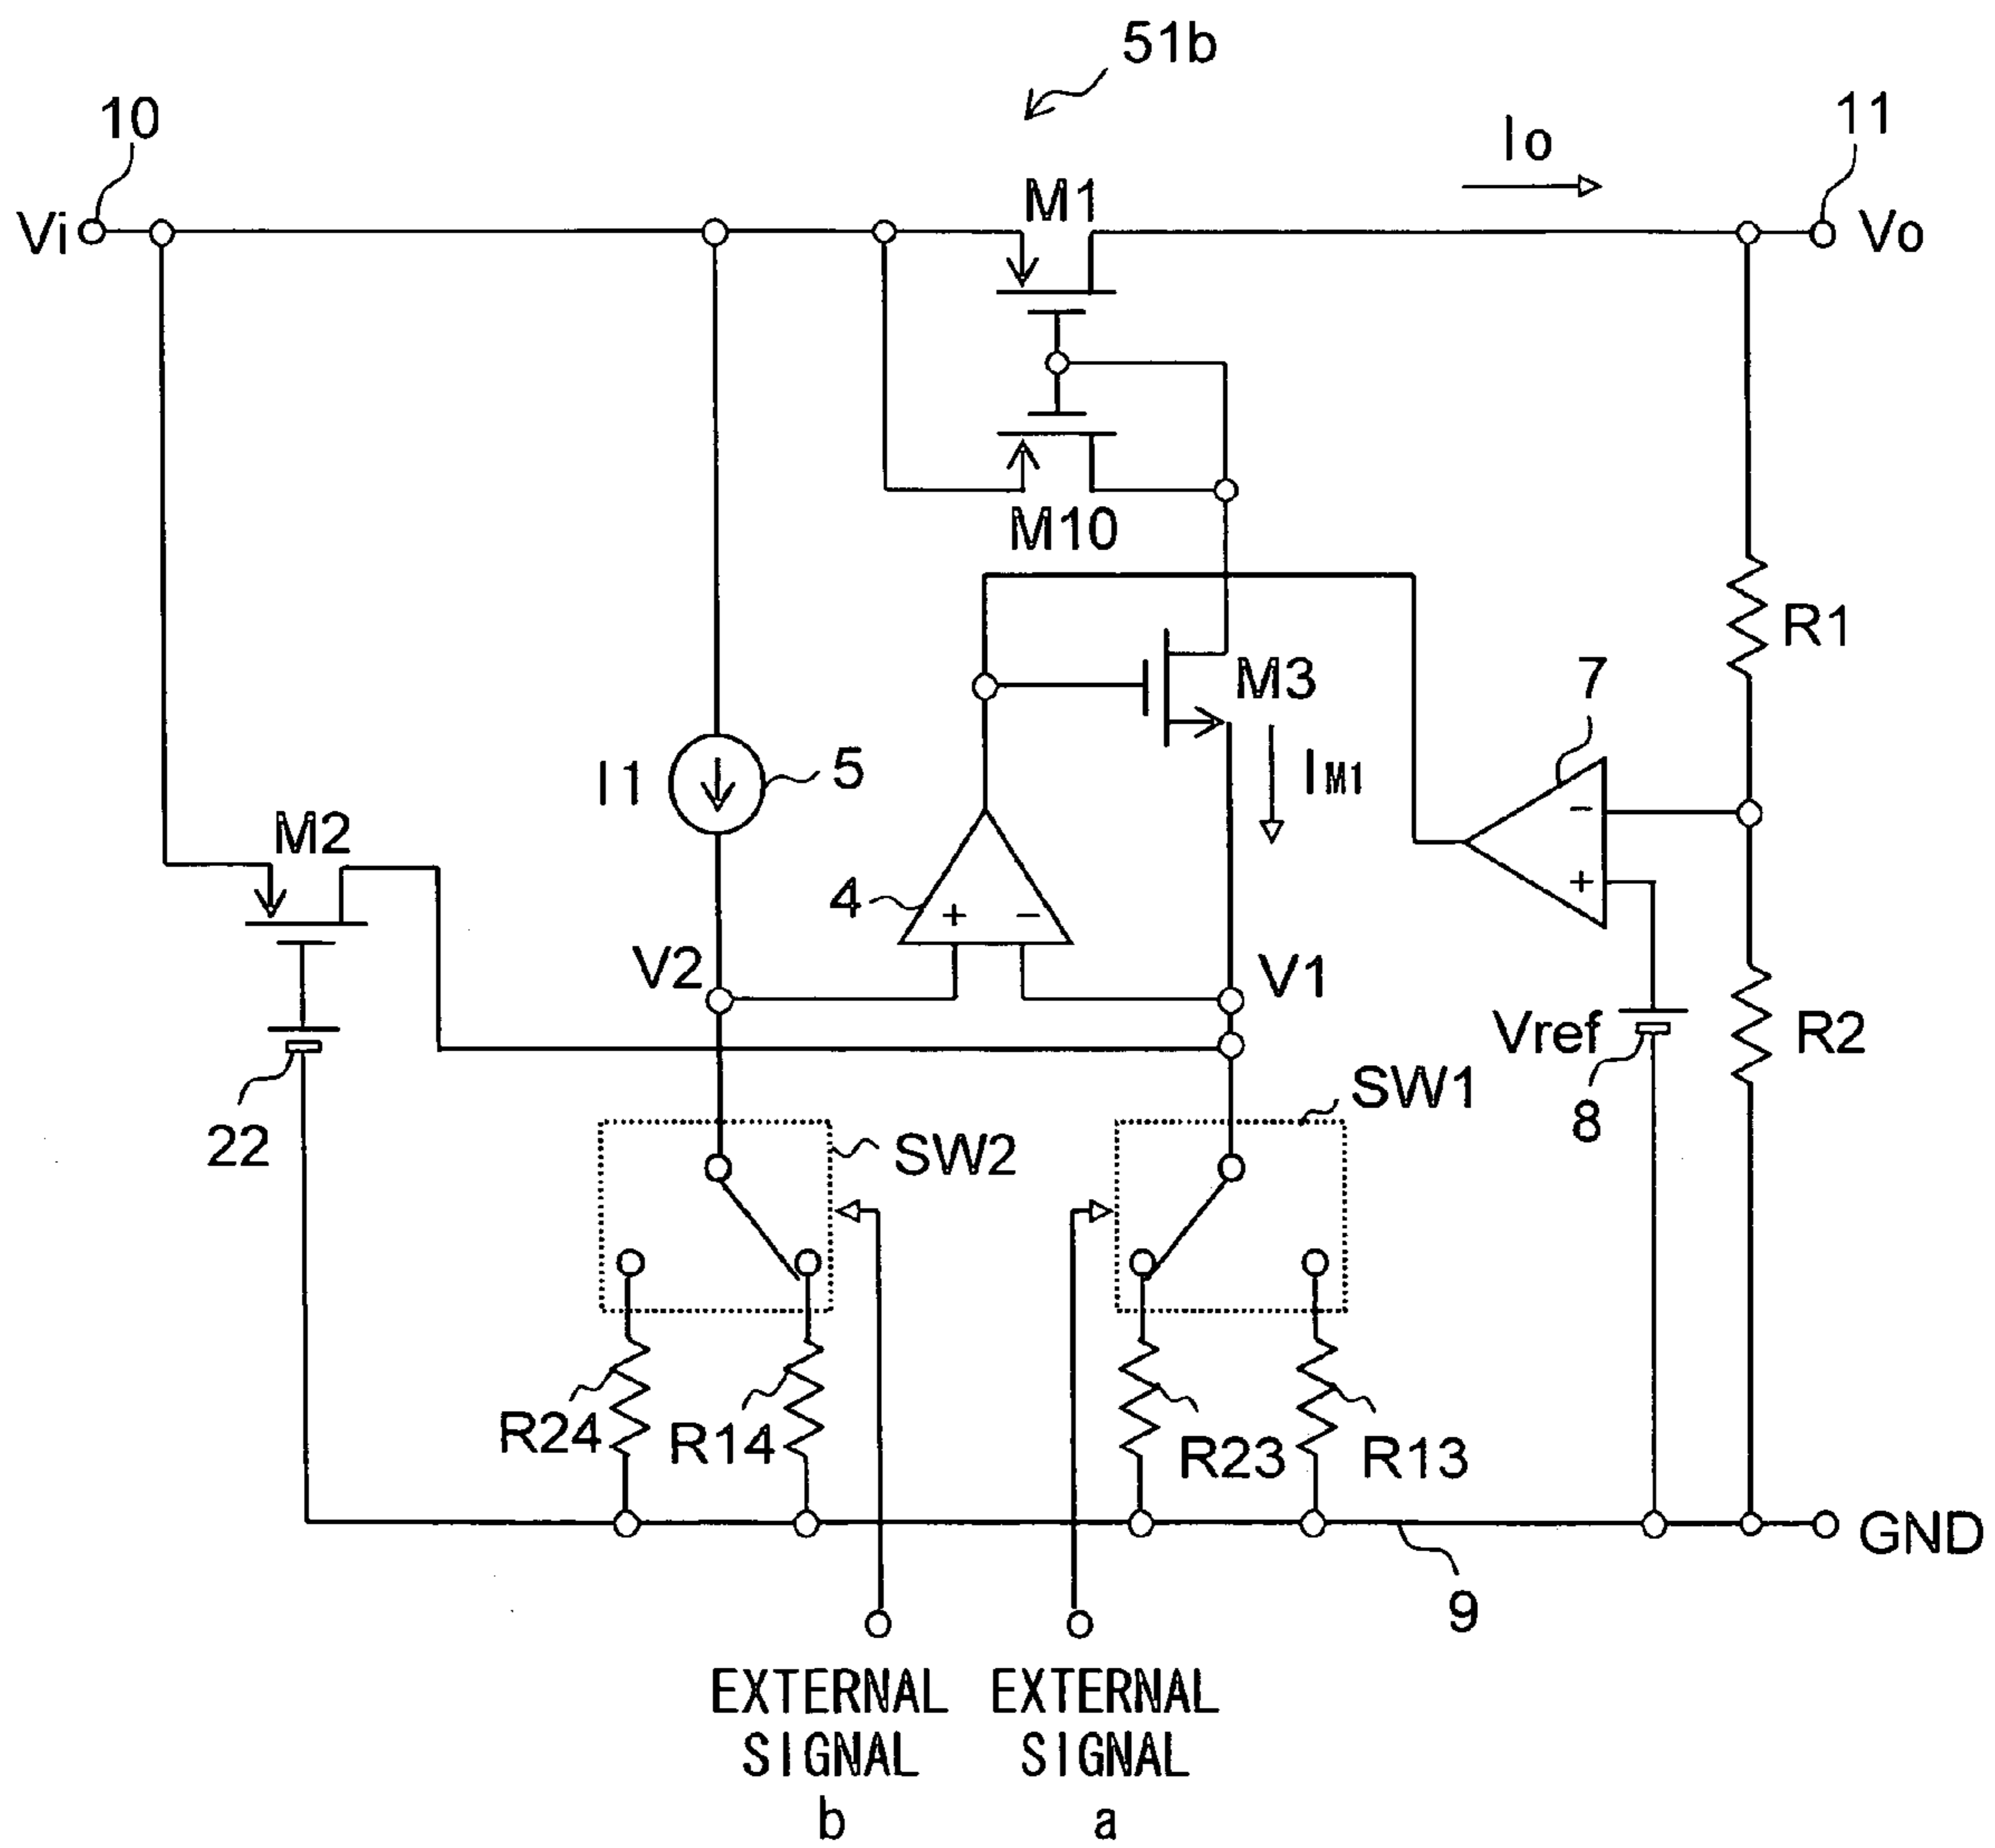 51b
10
11
Io
M1
Vi
Vo
M10
R1
M3
7
5
I1
IM1
M2
4
+
−
−
+
V2
V1
Vref
R2
SW1
8
22
SW2
R24
R14
R23
R13
GND
9
EXTERNAL SIGNAL b
EXTERNAL SIGNAL a